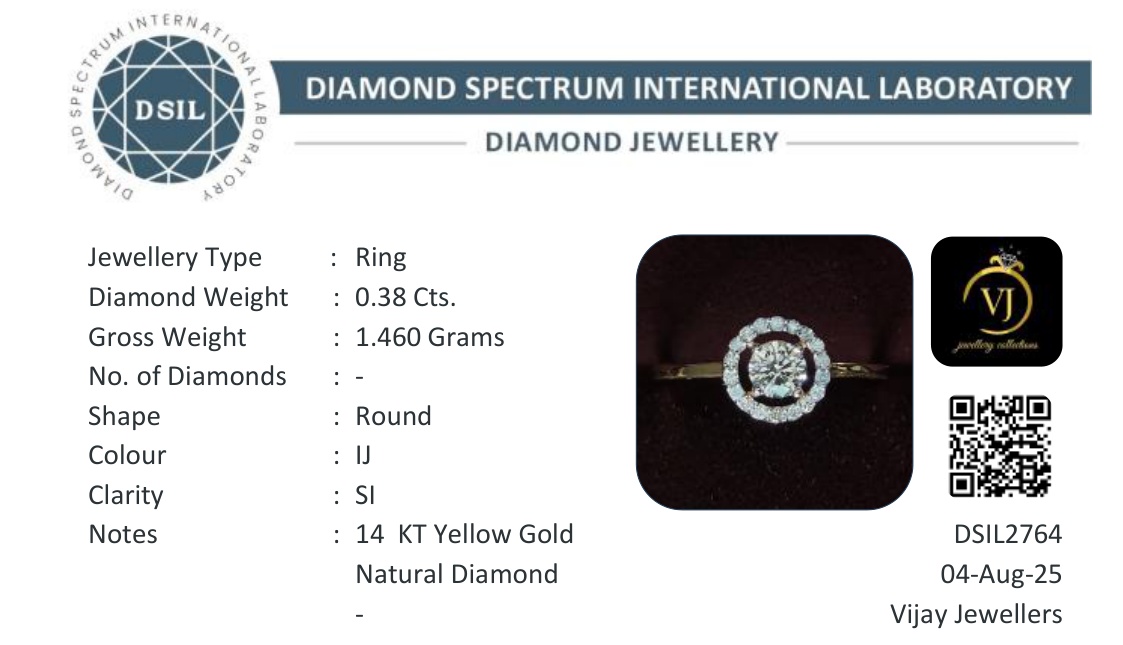 DIAMOND SPECTRUM INTERNATIONAL LABORATORY
DSIL
DIAMOND SPECTRUM INTERNATIONAL LABORATORY
DIAMOND JEWELLERY
Jewellery Type : Ring
Diamond Weight : 0.38 Cts.
Gross Weight : 1.460 Grams
No. of Diamonds : -
Shape : Round
Colour : IJ
Clarity : SI
Notes : 14 KT Yellow Gold
Natural Diamond
-
VJ
jewellery collections
DSIL2764
04-Aug-25
Vijay Jewellers